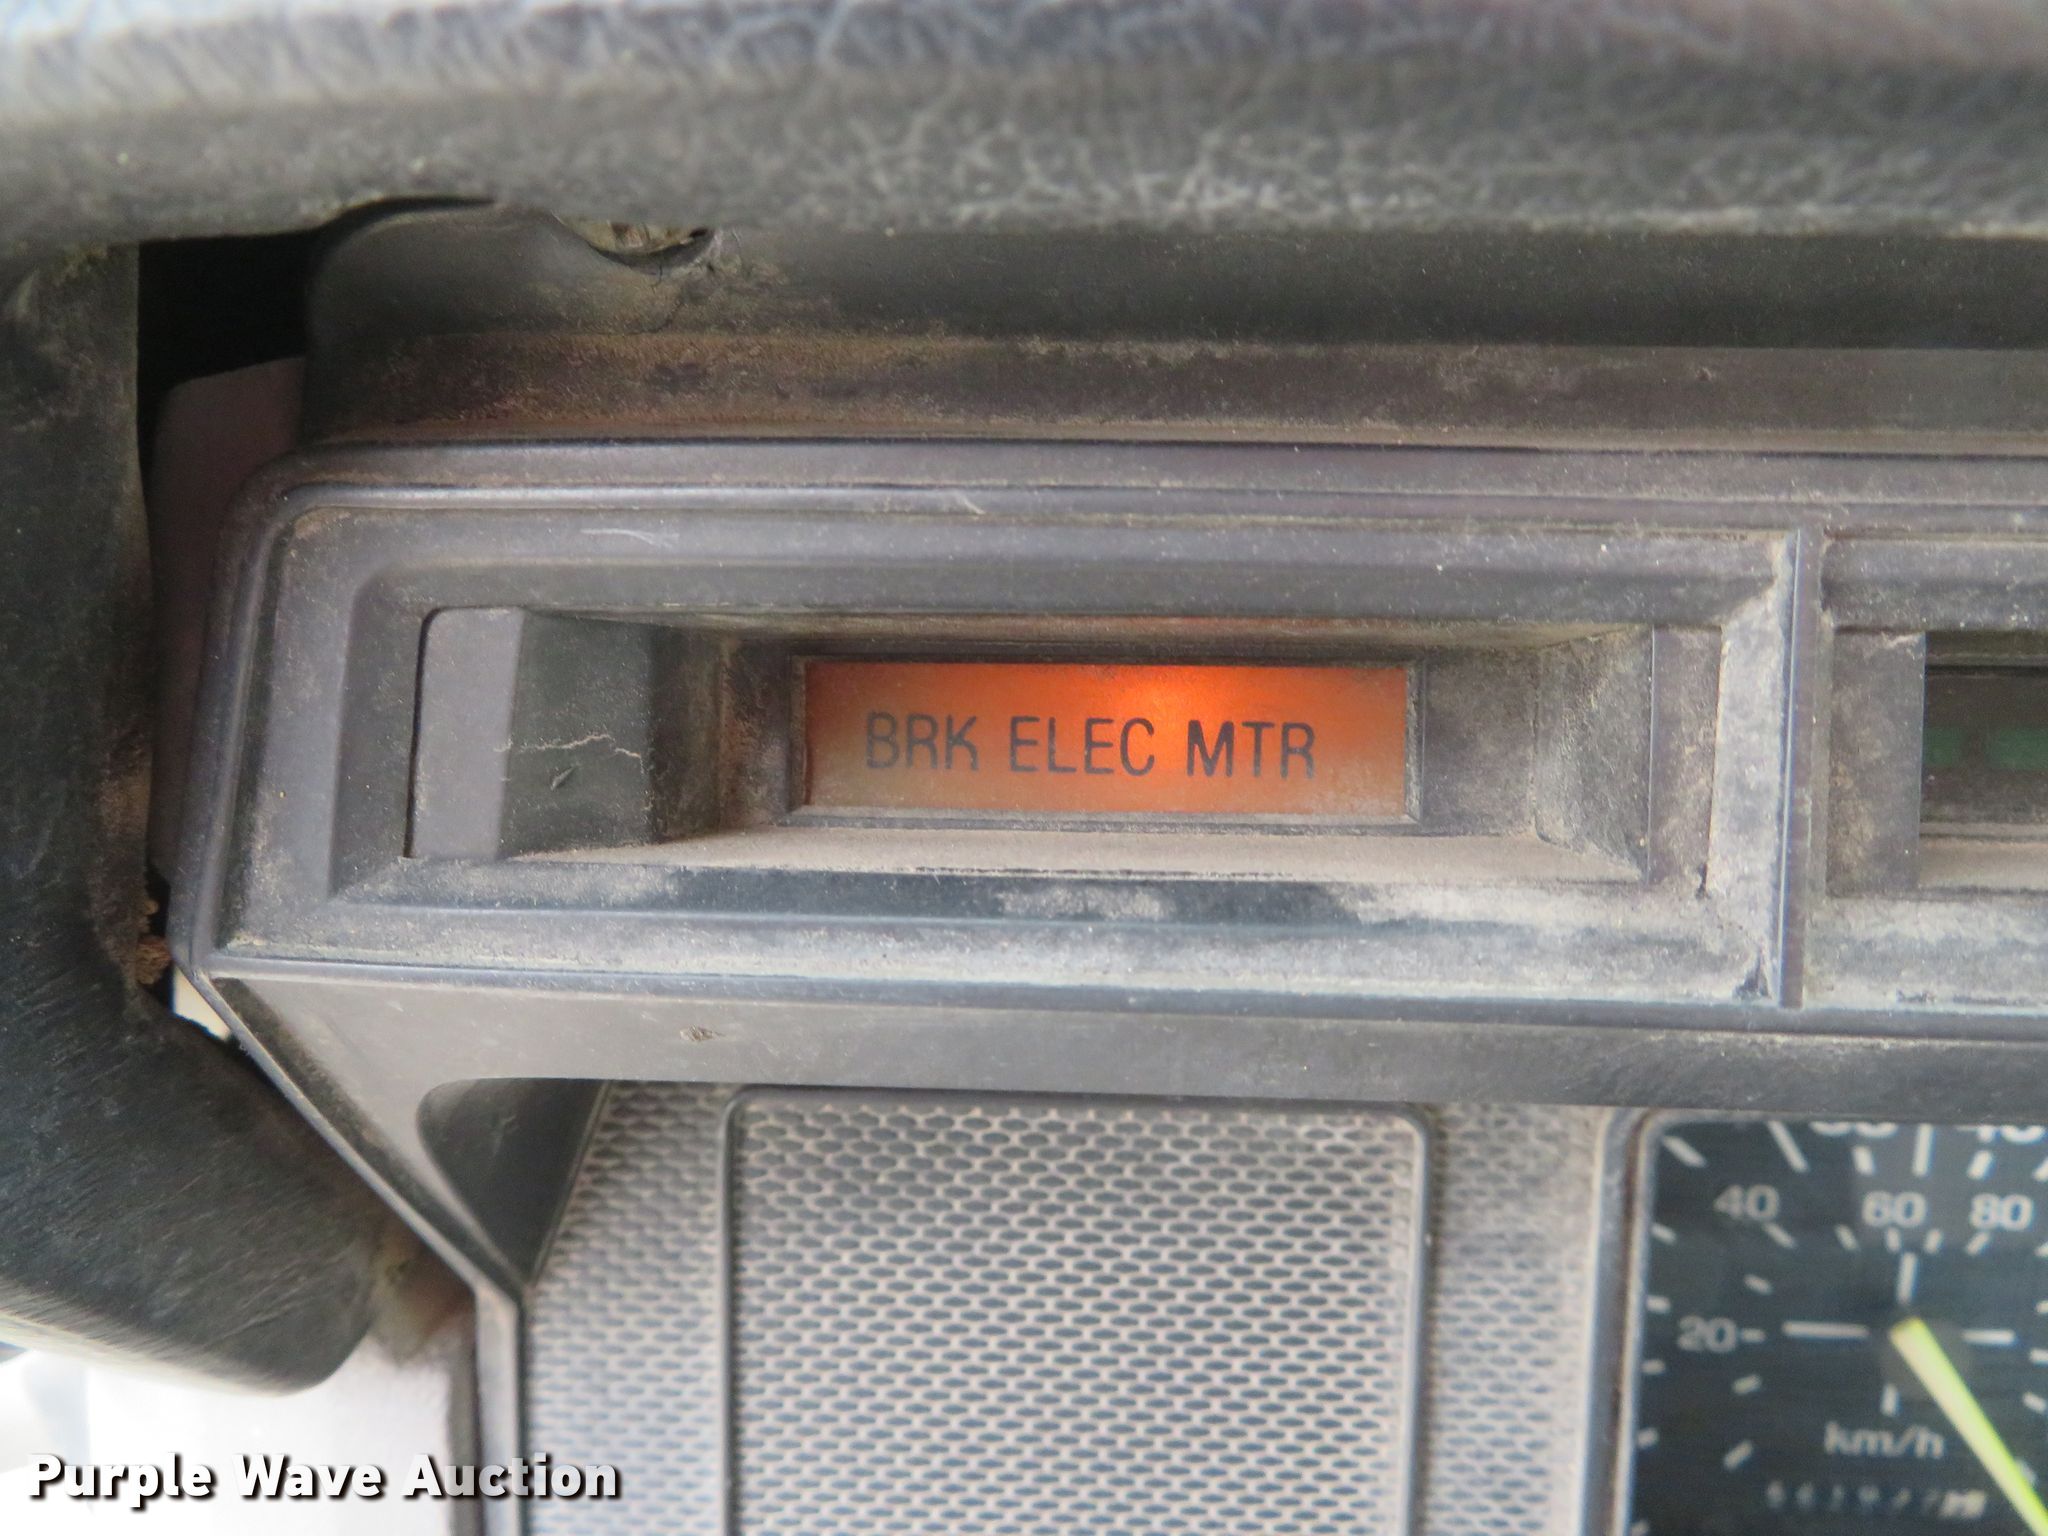 BRK ELEC MTR
40 60 80
20
km/h
Purple Wave Auction